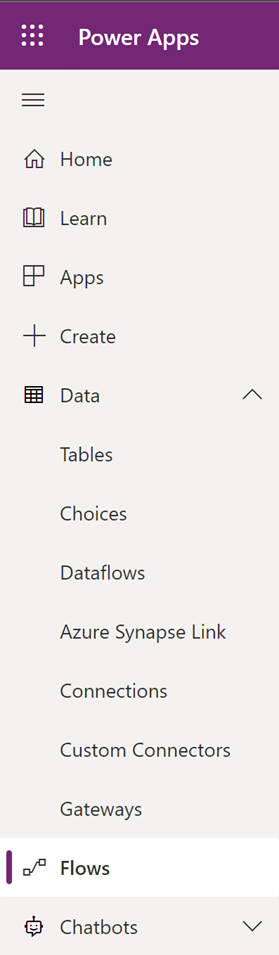 Power Apps
Home
Learn
Apps
Create
Data
Tables
Choices
Dataflows
Azure Synapse Link
Connections
Custom Connectors
Gateways
Flows
Chatbots